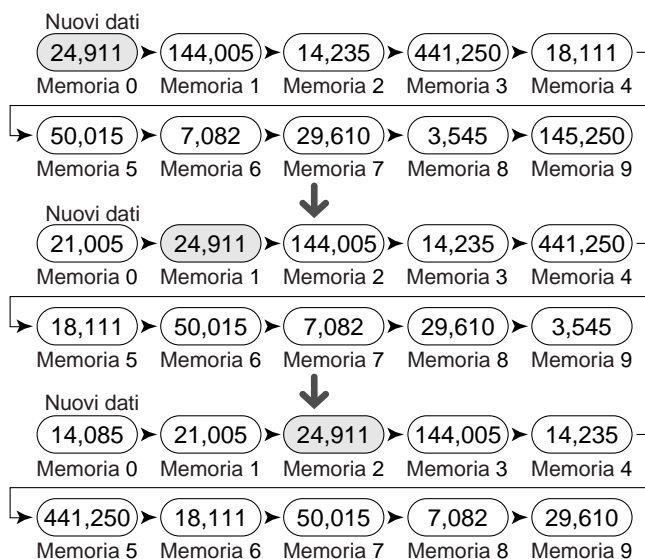 Nuovi dati
24,911 144,005 14,235 441,250 18,111
Memoria 0 Memoria 1 Memoria 2 Memoria 3 Memoria 4
50,015 7,082 29,610 3,545 145,250
Memoria 5 Memoria 6 Memoria 7 Memoria 8 Memoria 9
Nuovi dati
21,005 24,911 144,005 14,235 441,250
Memoria 0 Memoria 1 Memoria 2 Memoria 3 Memoria 4
18,111 50,015 7,082 29,610 3,545
Memoria 5 Memoria 6 Memoria 7 Memoria 8 Memoria 9
Nuovi dati
14,085 21,005 24,911 144,005 14,235
Memoria 0 Memoria 1 Memoria 2 Memoria 3 Memoria 4
441,250 18,111 50,015 7,082 29,610
Memoria 5 Memoria 6 Memoria 7 Memoria 8 Memoria 9